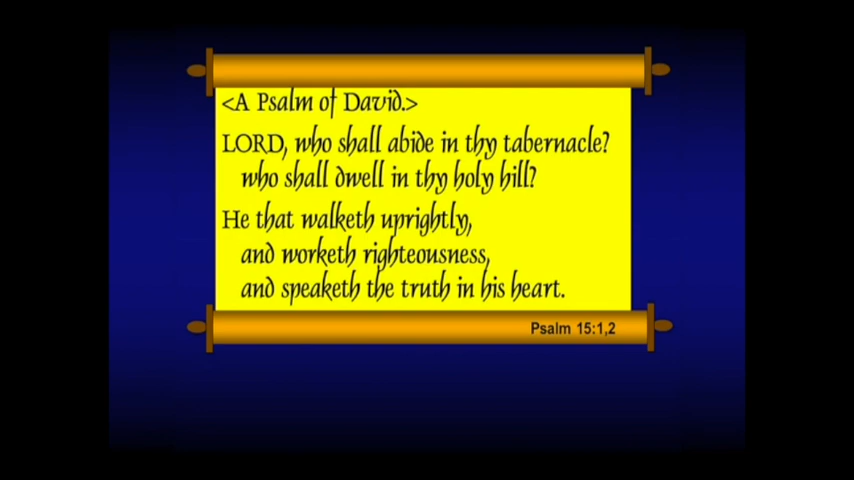 <A Psalm of David.>
LORD, who shall abide in thy tabernacle?
who shall dwell in thy holy hill?
He that walketh uprightly,
and worketh righteousness,
and speaketh the truth in his heart.
Psalm 15:1,2